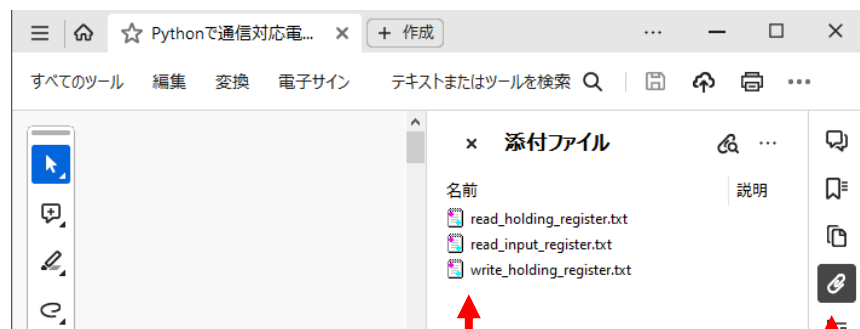 Pythonで通信対応電... + 作成
すべてのツール 編集 変換 電子サイン テキストまたはツールを検索
添付ファイル
名前 説明
read_holding_register.txt
read_input_register.txt
write_holding_register.txt